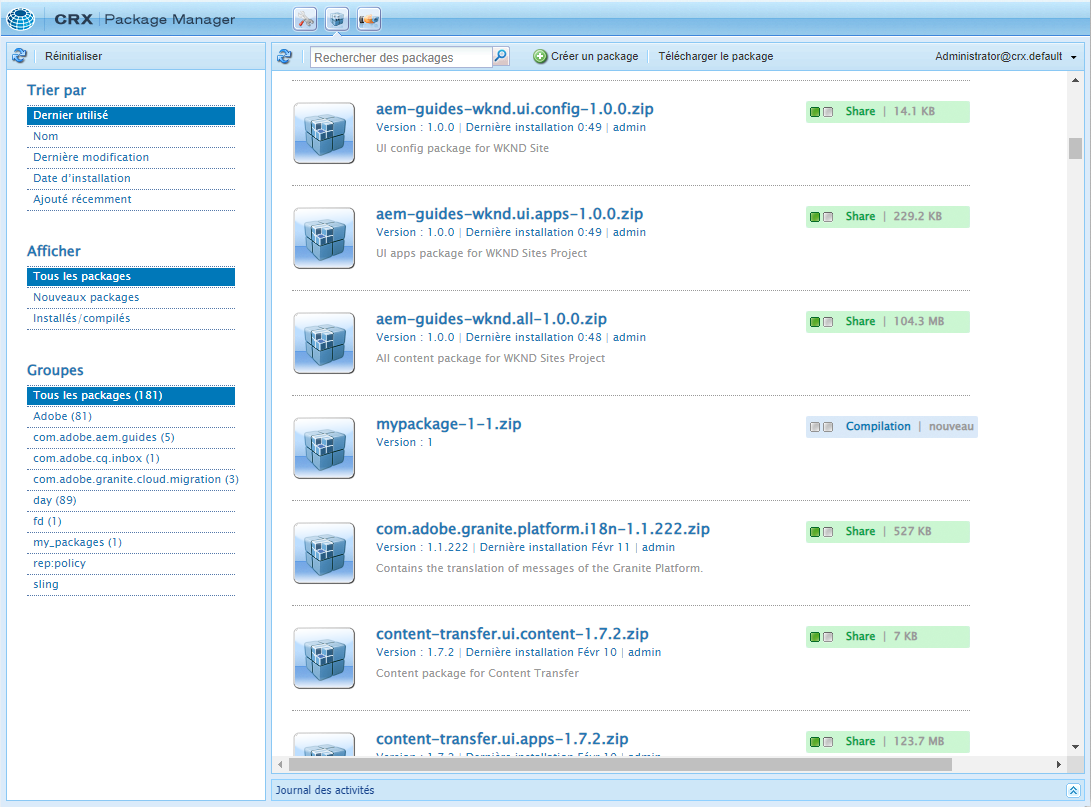 CRX | Package Manager
Réinitialiser
Trier par
Dernier utilisé
Nom
Dernière modification
Date d'installation
Ajouté récemment
Afficher
Tous les packages
Nouveaux packages
Installés/compilés
Groupes
Tous les packages (181)
Adobe (81)
com.adobe.aem.guides (5)
com.adobe.cq.inbox (1)
com.adobe.granite.cloud.migration (3)
day (89)
fd (1)
my_packages (1)
rep:policy
sling
Rechercher des packages
Créer un package
Télécharger le package
Administrator@crx.default
aem-guides-wknd.ui.config-1.0.0.zip
Version : 1.0.0 | Dernière installation 0:49 | admin
UI config package for WKND Site
Share | 14.1 KB
aem-guides-wknd.ui.apps-1.0.0.zip
Version : 1.0.0 | Dernière installation 0:49 | admin
UI apps package for WKND Sites Project
Share | 229.2 KB
aem-guides-wknd.all-1.0.0.zip
Version : 1.0.0 | Dernière installation 0:48 | admin
All content package for WKND Sites Project
Share | 104.3 MB
mypackage-1-1.zip
Version : 1
Compilation | nouveau
com.adobe.granite.platform.i18n-1.1.222.zip
Version : 1.1.222 | Dernière installation Févr 11 | admin
Contains the translation of messages of the Granite Platform.
Share | 527 KB
content-transfer.ui.content-1.7.2.zip
Version : 1.7.2 | Dernière installation Févr 10 | admin
Content package for Content Transfer
Share | 7 KB
content-transfer.ui.apps-1.7.2.zip
Version : 1.7.2 | Dernière installation Févr 10 | admin
Share | 123.7 MB
Journal des activités